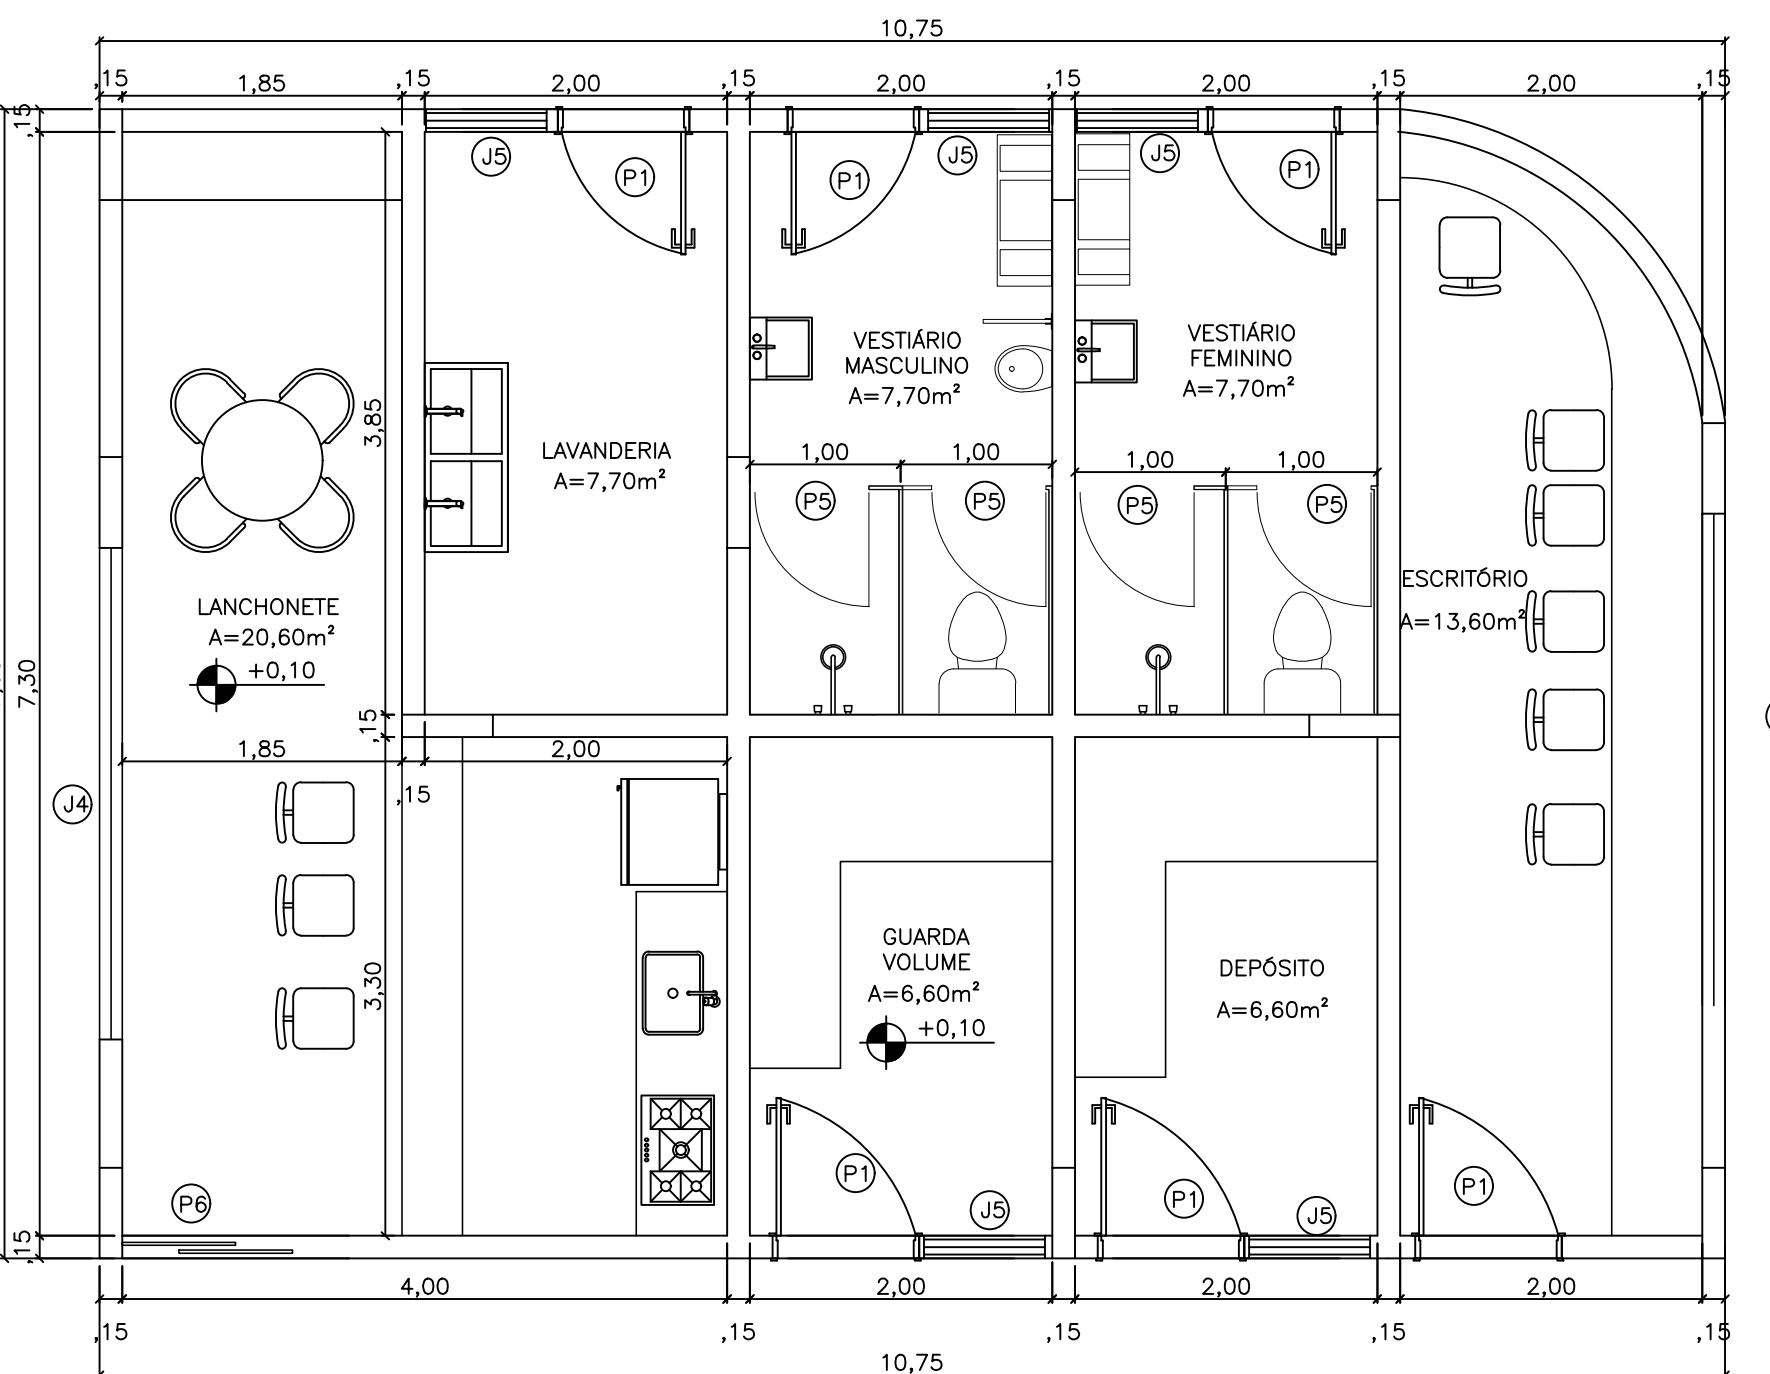 10,75
,15
1,85
,15
2,00
,15
2,00
,15
2,00
,15
2,00
,15
,15
J5
P1
P1
J5
J5
P1
VESTIÁRIO
MASCULINO
A=7,70m²
VESTIÁRIO
FEMININO
A=7,70m²
3,85
LAVANDERIA
A=7,70m²
1,00
1,00
1,00
1,00
P5
P5
P5
P5
ESCRITÓRIO
A=13,60m²
LANCHONETE
A=20,60m²
+0,10
7,30
,15
1,85
2,00
,15
J4
GUARDA
VOLUME
A=6,60m²
+0,10
DEPÓSITO
A=6,60m²
3,30
P6
P1
J5
P1
J5
P1
,15
4,00
2,00
2,00
2,00
,15
,15
,15
,15
,15
10,75